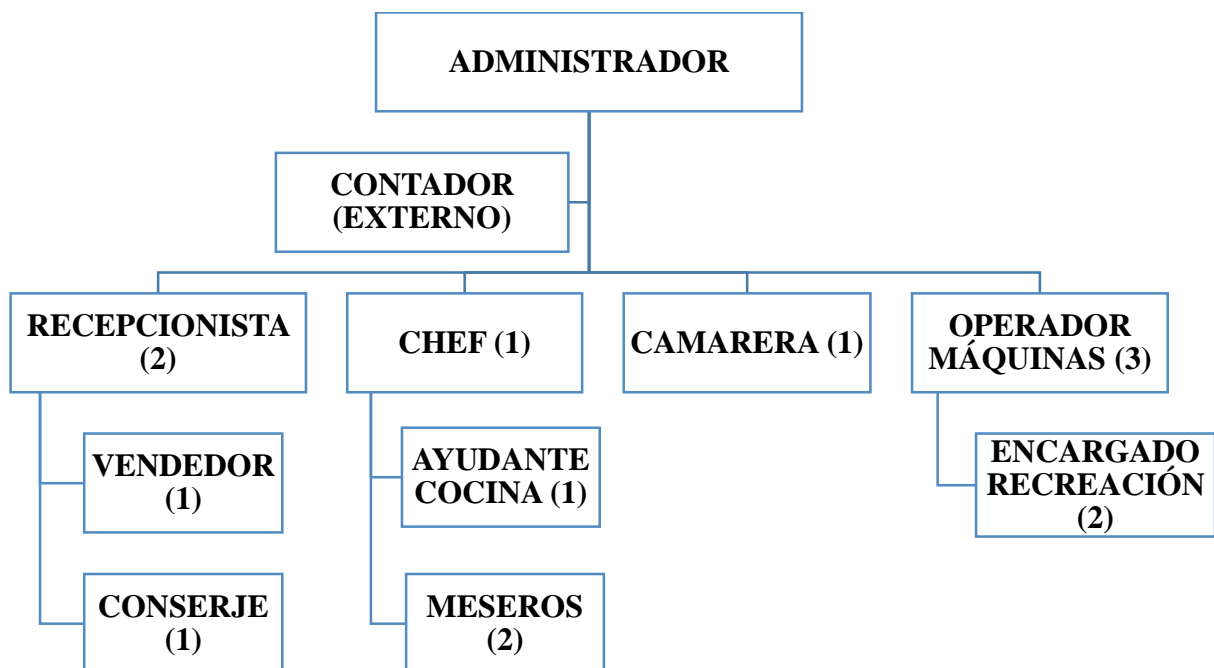 ADMINISTRADOR
CONTADOR
(EXTERNO)
RECEPCIONISTA
(2)
CHEF (1)
CAMARERA (1)
OPERADOR
MÁQUINAS (3)
VENDEDOR
(1)
AYUDANTE
COCINA (1)
ENCARGADO
RECREACIÓN
(2)
CONSERJE
(1)
MESEROS
(2)